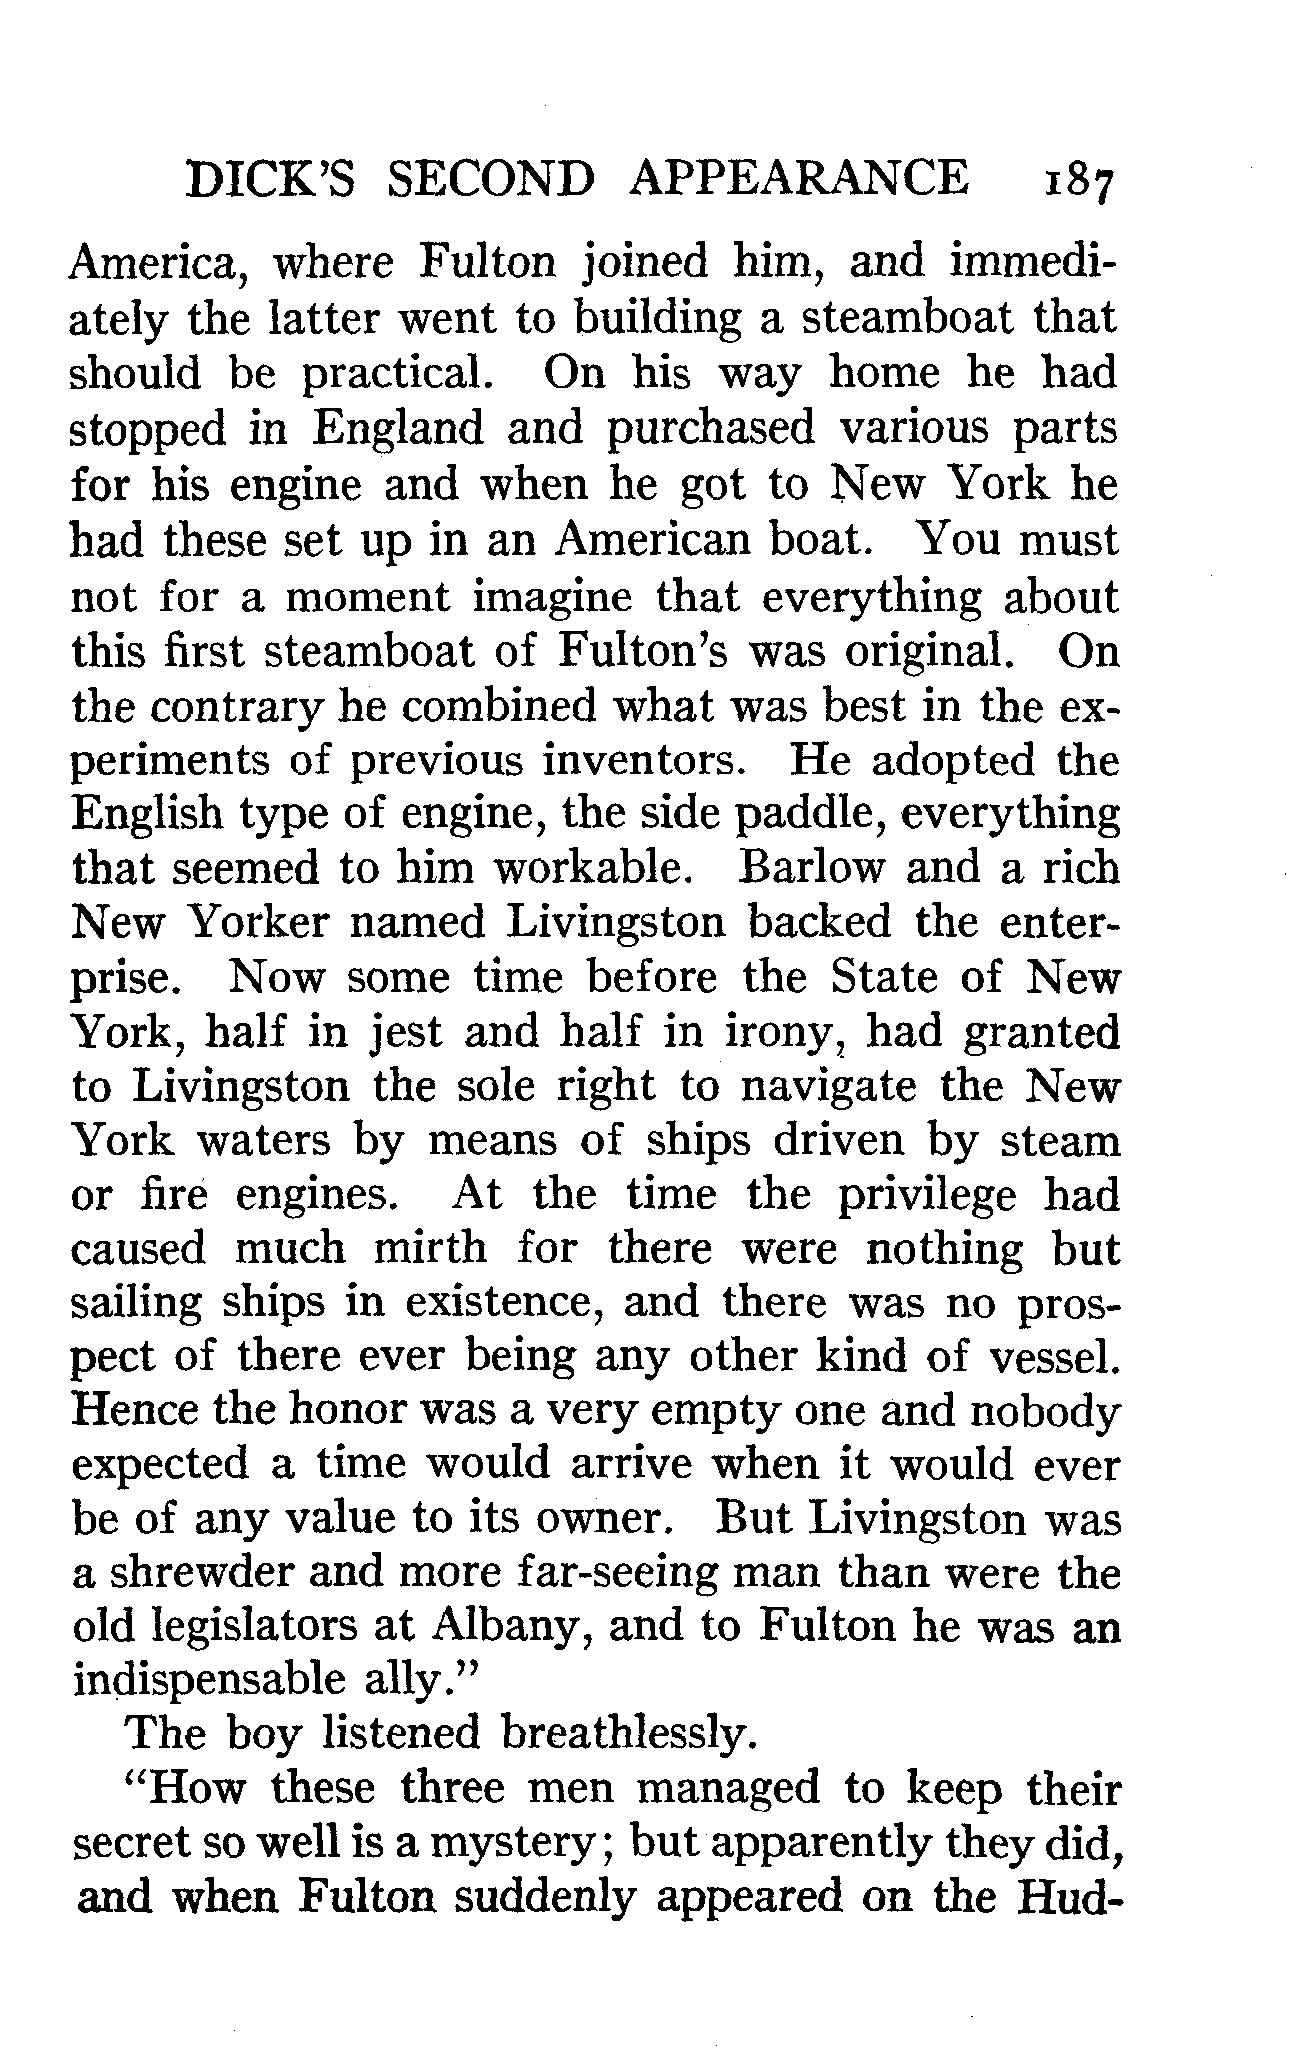 DICK'S SECOND APPEARANCE 187
America, where Fulton joined him, and immedi-
ately the latter went to building a steamboat that
should be practical. On his way home he had
stopped in England and purchased various parts
for his engine and when he got to New York he
had these set up in an American boat. You must
not for a moment imagine that everything about
this first steamboat of Fulton's was original. On
the contrary he combined what was best in the ex-
periments of previous inventors. He adopted the
English type of engine, the side paddle, everything
that seemed to him workable. Barlow and a rich
New Yorker named Livingston backed the enter-
prise. Now some time before the State of New
York, half in jest and half in irony, had granted
to Livingston the sole right to navigate the New
York waters by means of ships driven by steam
or fire engines. At the time the privilege had
caused much mirth for there were nothing but
sailing ships in existence, and there was no pros-
pect of there ever being any other kind of vessel.
Hence the honor was a very empty one and nobody
expected a time would arrive when it would ever
be of any value to its owner. But Livingston was
a shrewder and more far-seeing man than were the
old legislators at Albany, and to Fulton he was an
indispensable ally."
The boy listened breathlessly.
"How these three men managed to keep their
secret so well is a mystery; but apparently they did,
and when Fulton suddenly appeared on the Hud-